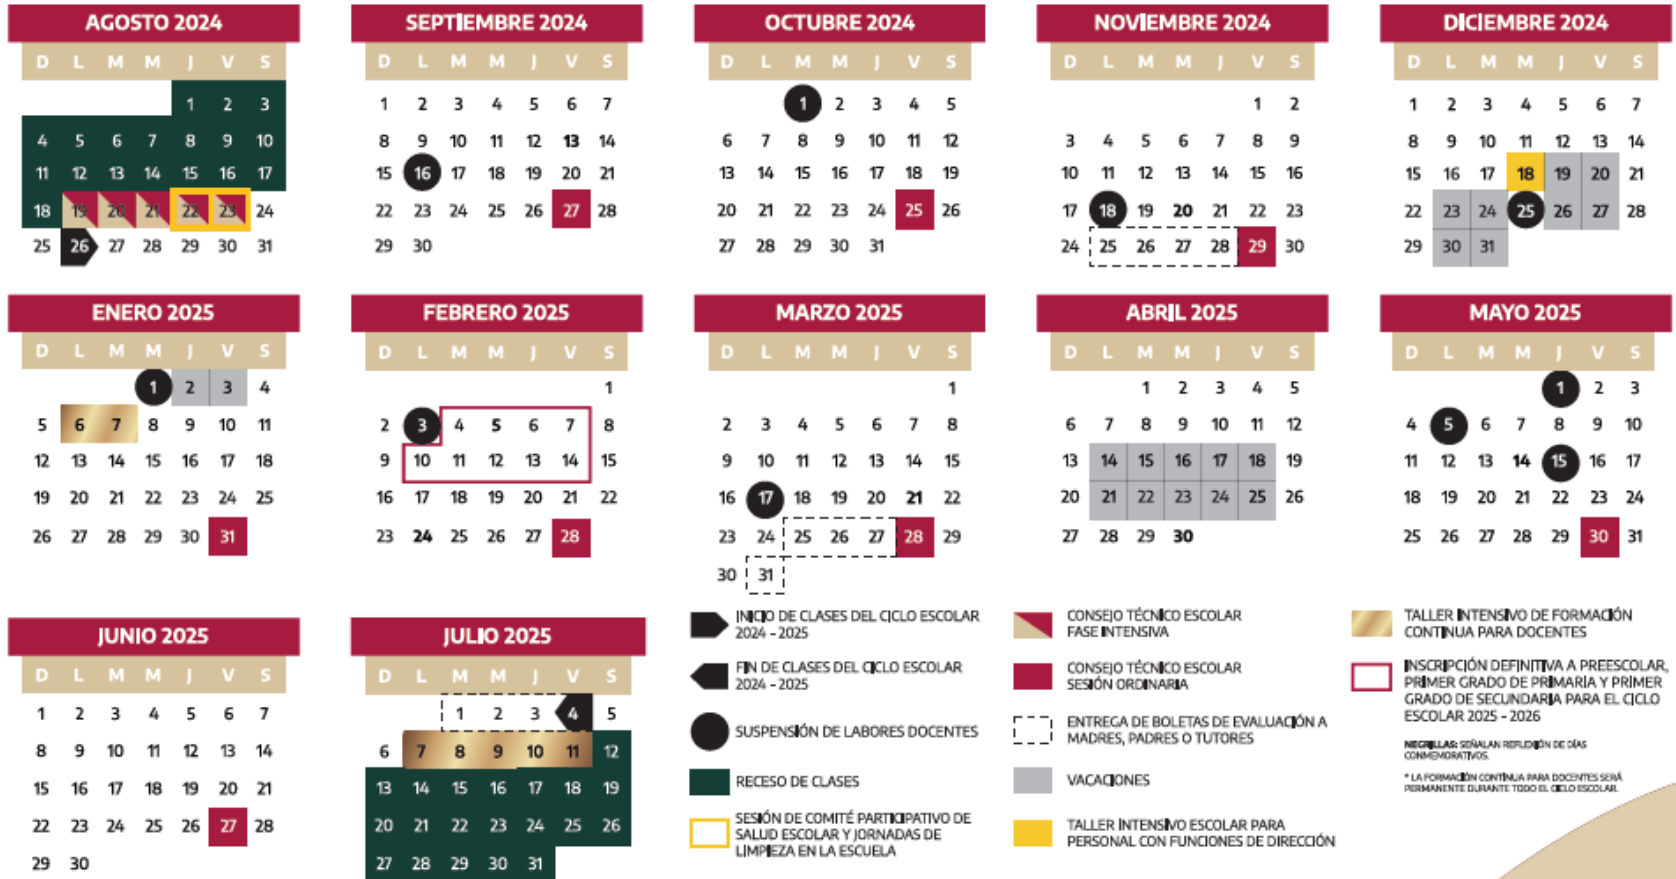 AGOSTO 2024
D L M M J V S
1 2 3
4 5 6 7 8 9 10
11 12 13 14 15 16 17
18 19 20 21 22 23 24
25 26 27 28 29 30 31
SEPTIEMBRE 2024
D L M M J V S
1 2 3 4 5 6 7
8 9 10 11 12 13 14
15 16 17 18 19 20 21
22 23 24 25 26 27 28
29 30
OCTUBRE 2024
D L M M J V S
1 2 3 4 5
6 7 8 9 10 11 12
13 14 15 16 17 18 19
20 21 22 23 24 25 26
27 28 29 30 31
NOVIEMBRE 2024
D L M M J V S
1 2
3 4 5 6 7 8 9
10 11 12 13 14 15 16
17 18 19 20 21 22 23
24 25 26 27 28 29 30
DICIEMBRE 2024
D L M M J V S
1 2 3 4 5 6 7
8 9 10 11 12 13 14
15 16 17 18 19 20 21
22 23 24 25 26 27 28
29 30 31
ENERO 2025
D L M M J V S
1 2 3 4
5 6 7 8 9 10 11
12 13 14 15 16 17 18
19 20 21 22 23 24 25
26 27 28 29 30 31
FEBRERO 2025
D L M M J V S
1
2 3 4 5 6 7 8
9 10 11 12 13 14 15
16 17 18 19 20 21 22
23 24 25 26 27 28
MARZO 2025
D L M M J V S
1
2 3 4 5 6 7 8
9 10 11 12 13 14 15
16 17 18 19 20 21 22
23 24 25 26 27 28 29
30 31
ABRIL 2025
D L M M J V S
1 2 3 4 5
6 7 8 9 10 11 12
13 14 15 16 17 18 19
20 21 22 23 24 25 26
27 28 29 30
MAYO 2025
D L M M J V S
1 2 3
4 5 6 7 8 9 10
11 12 13 14 15 16 17
18 19 20 21 22 23 24
25 26 27 28 29 30 31
JUNIO 2025
D L M M J V S
1 2 3 4 5 6 7
8 9 10 11 12 13 14
15 16 17 18 19 20 21
22 23 24 25 26 27 28
29 30
JULIO 2025
D L M M J V S
1 2 3 4 5
6 7 8 9 10 11 12
13 14 15 16 17 18 19
20 21 22 23 24 25 26
27 28 29 30 31
INICIO DE CLASES DEL CICLO ESCOLAR
2024 - 2025
FIN DE CLASES DEL CICLO ESCOLAR
2024 - 2025
SUSPENSIÓN DE LABORES DOCENTES
RECESO DE CLASES
SESIÓN DE COMITÉ PARTICIPATIVO DE
SALUD ESCOLAR Y JORNADAS DE
LIMPIEZA EN LA ESCUELA
CONSEJO TÉCNICO ESCOLAR
FASE INTENSIVA
CONSEJO TÉCNICO ESCOLAR
SESIÓN ORDINARIA
ENTREGA DE BOLETAS DE EVALUACIÓN A
MADRES, PADRES O TUTORES
VACACIONES
TALLER INTENSIVO ESCOLAR PARA
PERSONAL CON FUNCIONES DE DIRECCIÓN
TALLER INTENSIVO DE FORMACIÓN
CONTINUA PARA DOCENTES
INSCRIPCIÓN DEFINITIVA A PREESCOLAR,
PRIMER GRADO DE PRIMARIA Y PRIMER
GRADO DE SECUNDARIA PARA EL CICLO
ESCOLAR 2025 - 2026
NEGRILLAS: SEÑALAN REFLEXIÓN DE DÍAS
CONMEMORATIVOS.
* LA FORMACIÓN CONTINUA PARA DOCENTES SERÁ
PERMANENTE DURANTE TODO EL CICLO ESCOLAR.